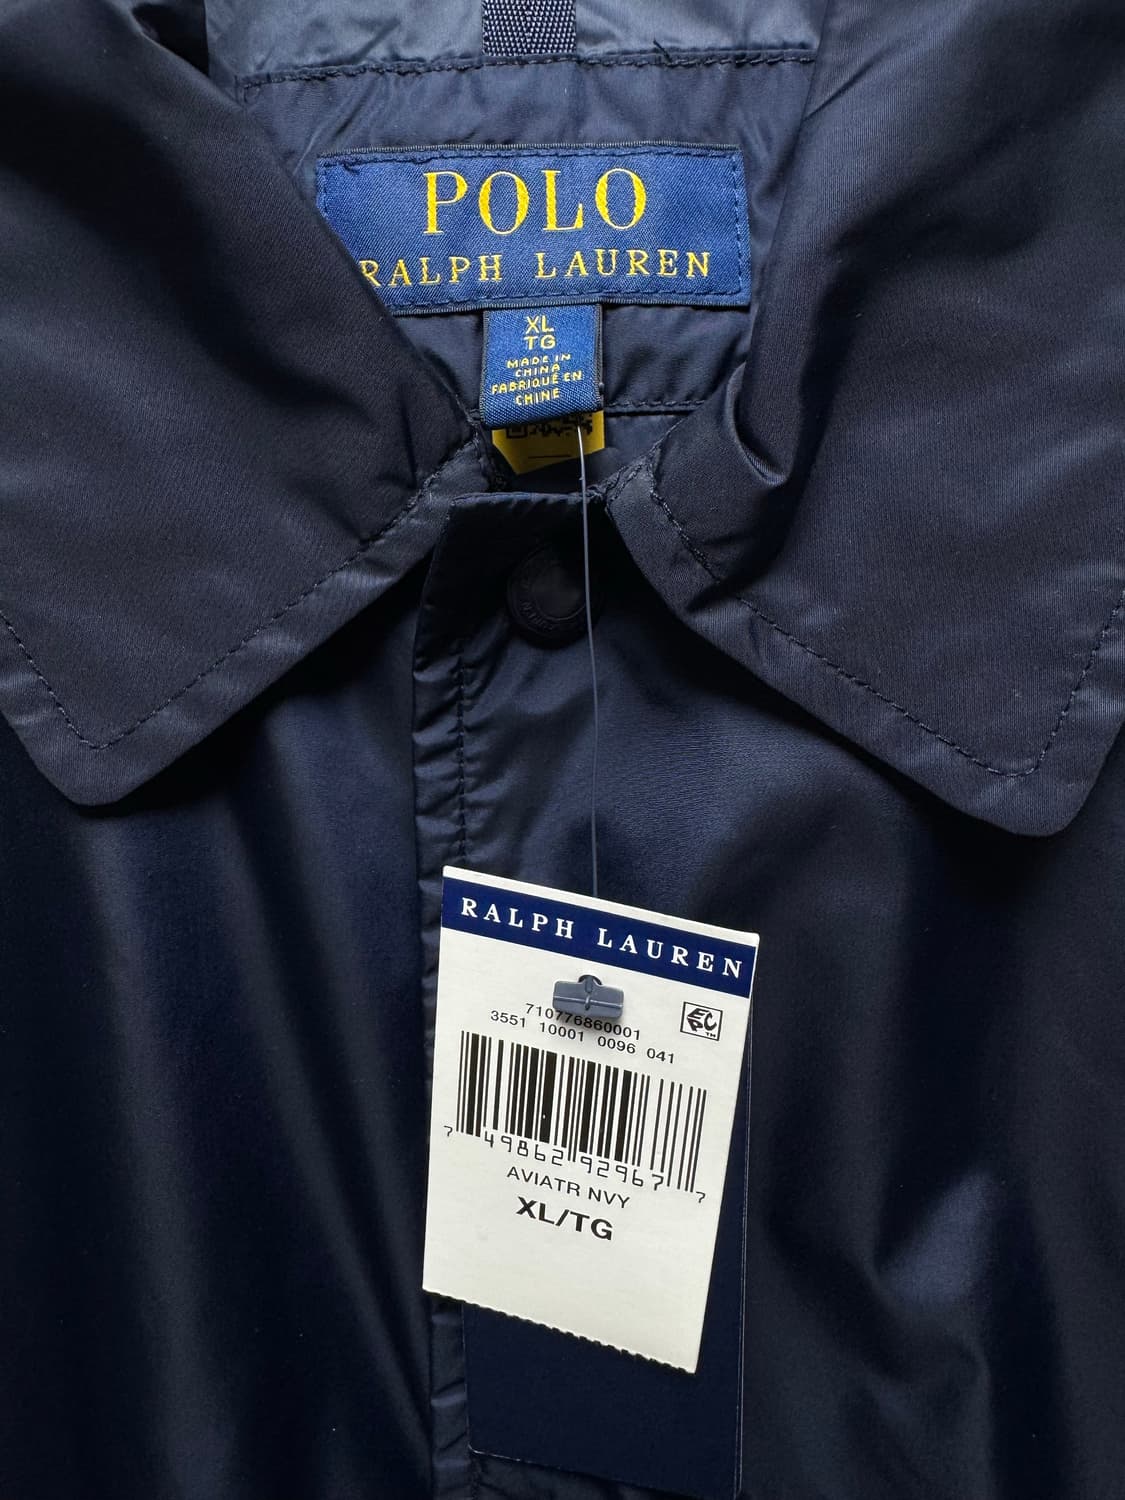 POLO
RALPH LAUREN
XL
TG
MADE IN
CHINA
FABRIQUÉ EN
CHINE
RALPH LAUREN
710776860001
3551 10001 0096 041
EPC™
7 49862 92967 7
AVIATR NVY
XL/TG